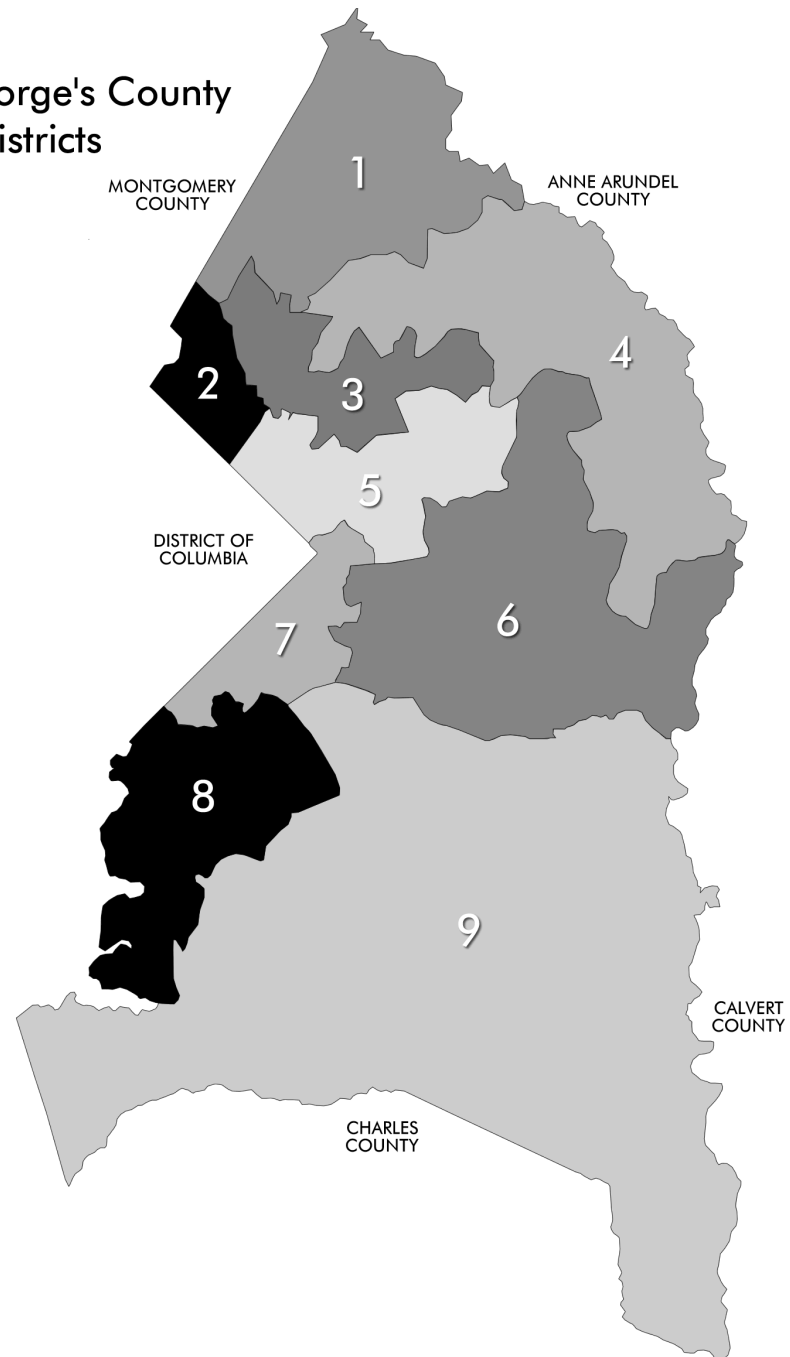 orge's County
istricts
MONTGOMERY
COUNTY
ANNE ARUNDEL
COUNTY
1
2
3
4
5
DISTRICT OF
COLUMBIA
6
7
8
9
CALVERT
COUNTY
CHARLES
COUNTY